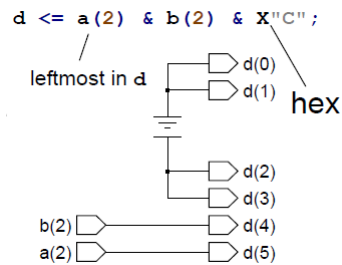 d <= a(2) & b(2) & X"C";
leftmost in d
hex
d(0)
d(1)
d(2)
d(3)
b(2) d(4)
a(2) d(5)